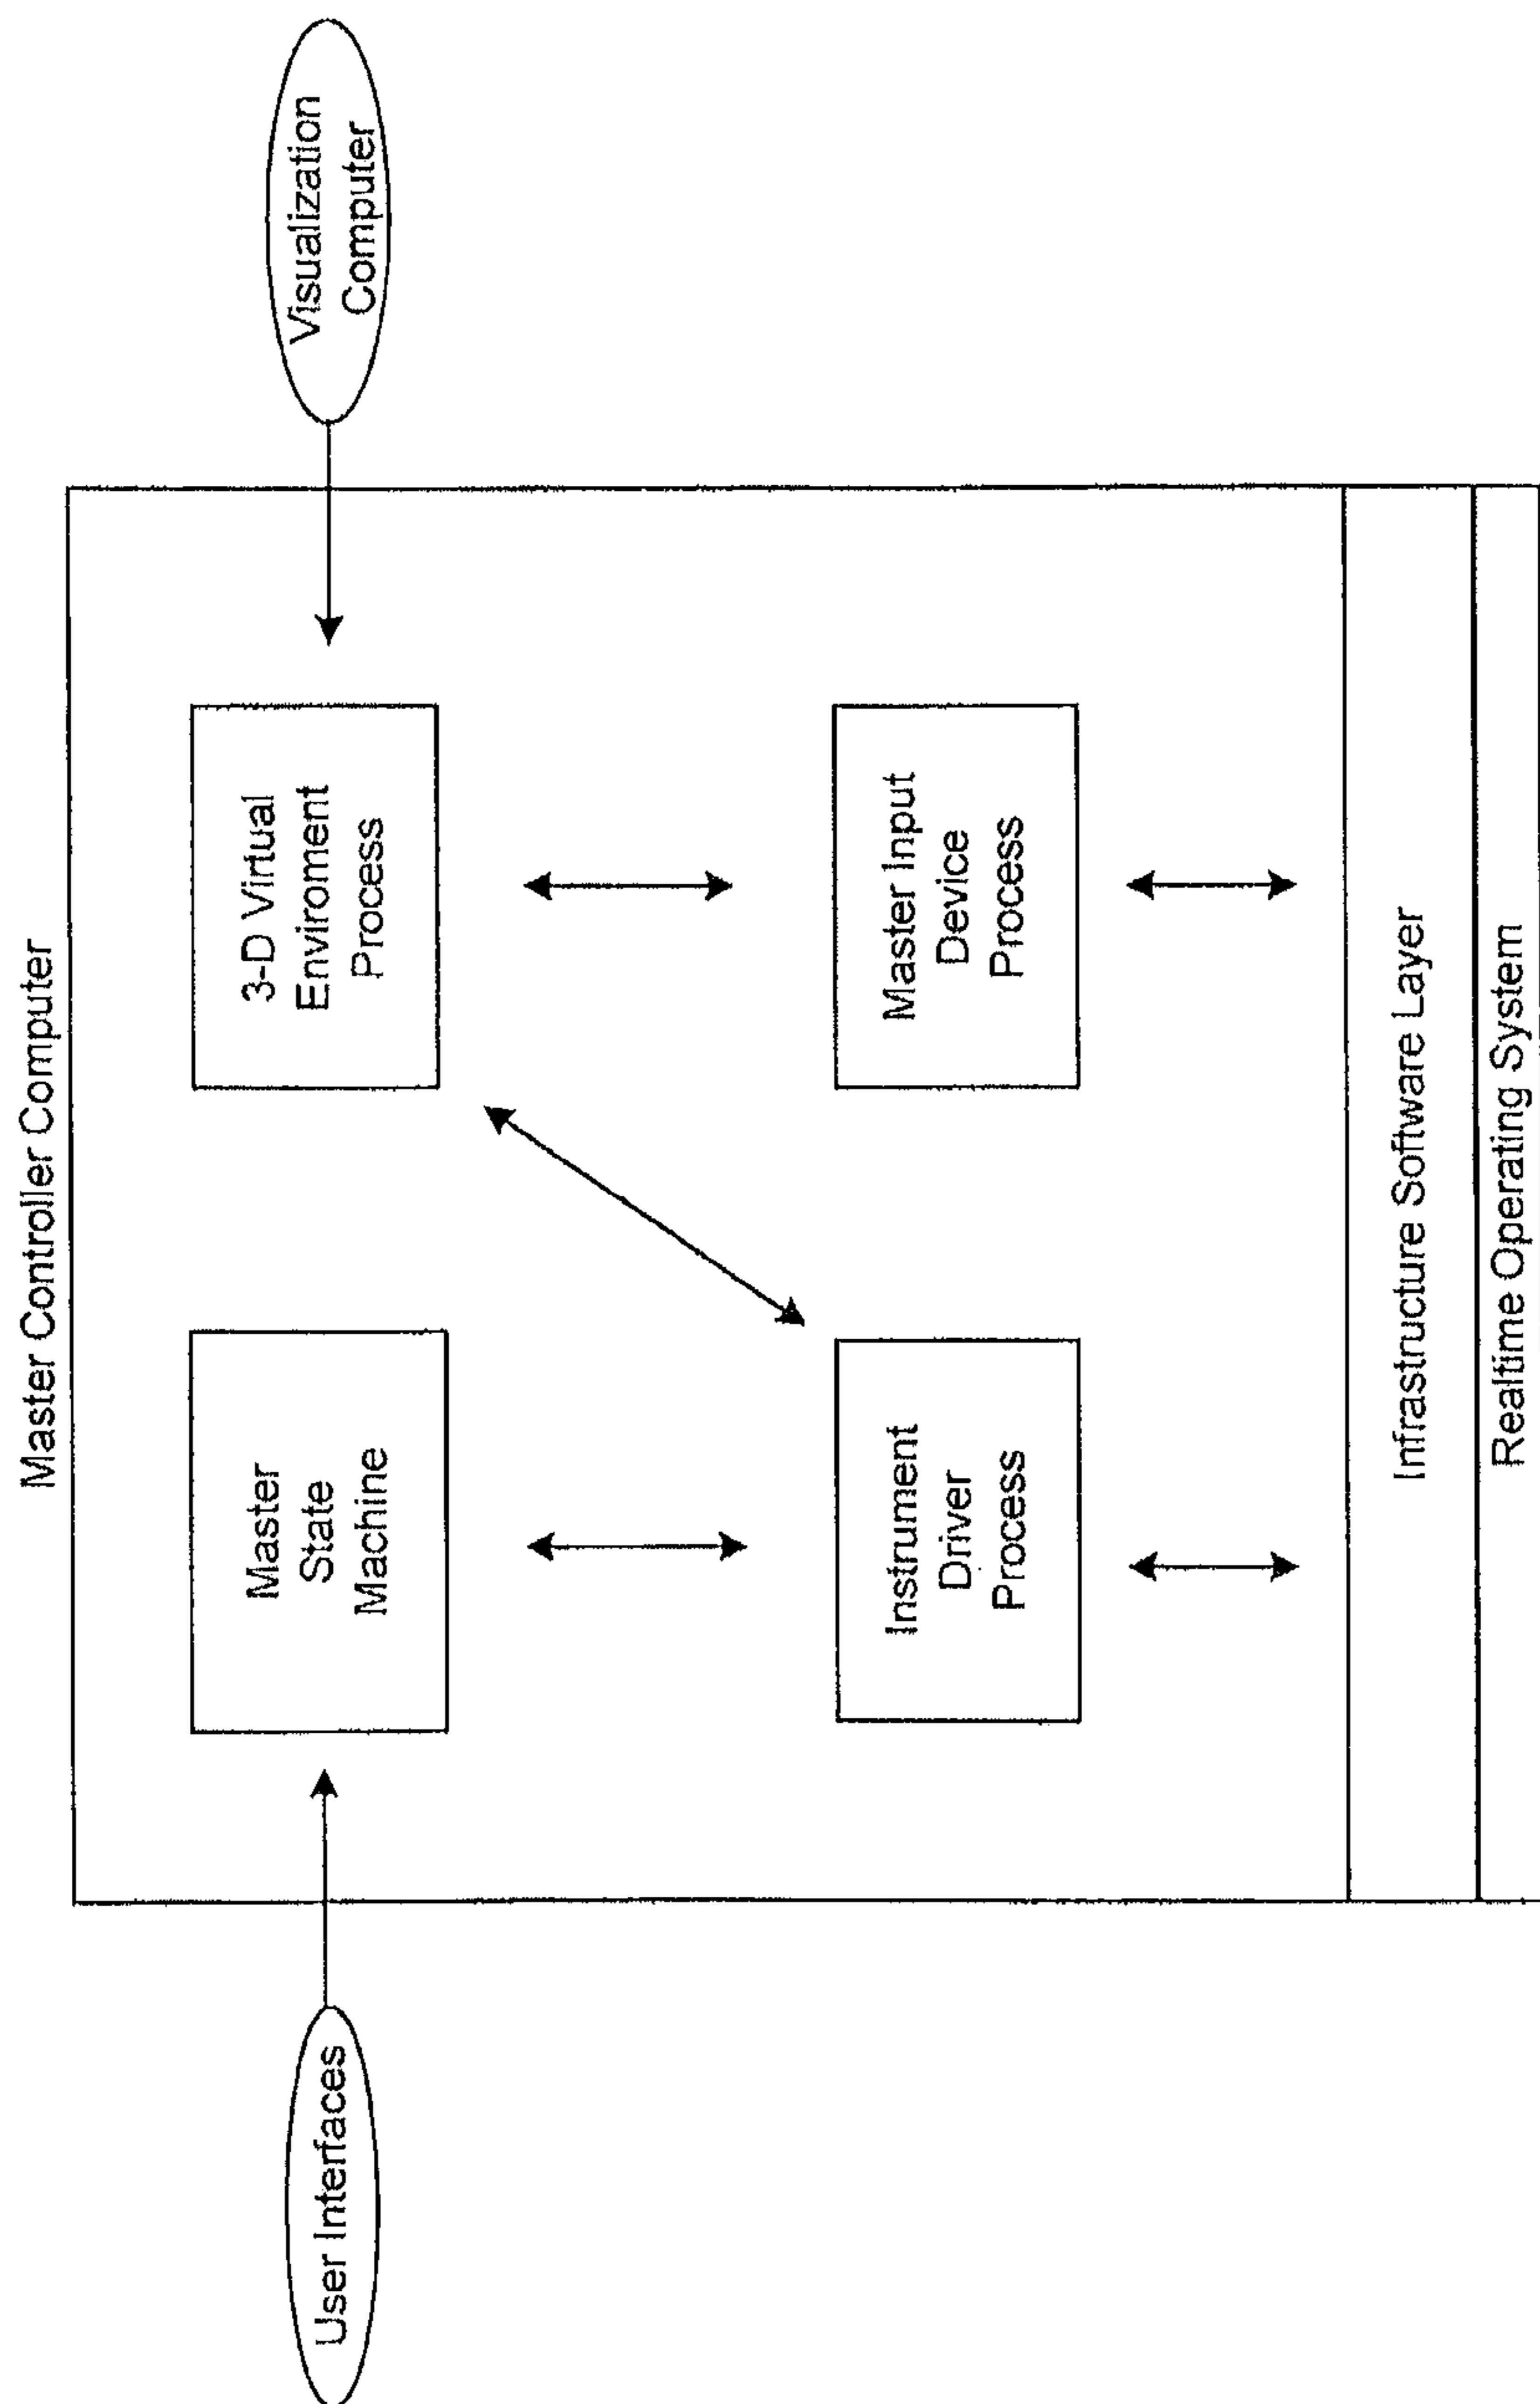 Master Controller Computer
User Interfaces
Master
State
Machine
3-D Virtual
Enviroment
Process
Visualization
Computer
Instrument
Driver
Process
Master Input
Device
Process
Infrastructure Software Layer
Realtime Operating System